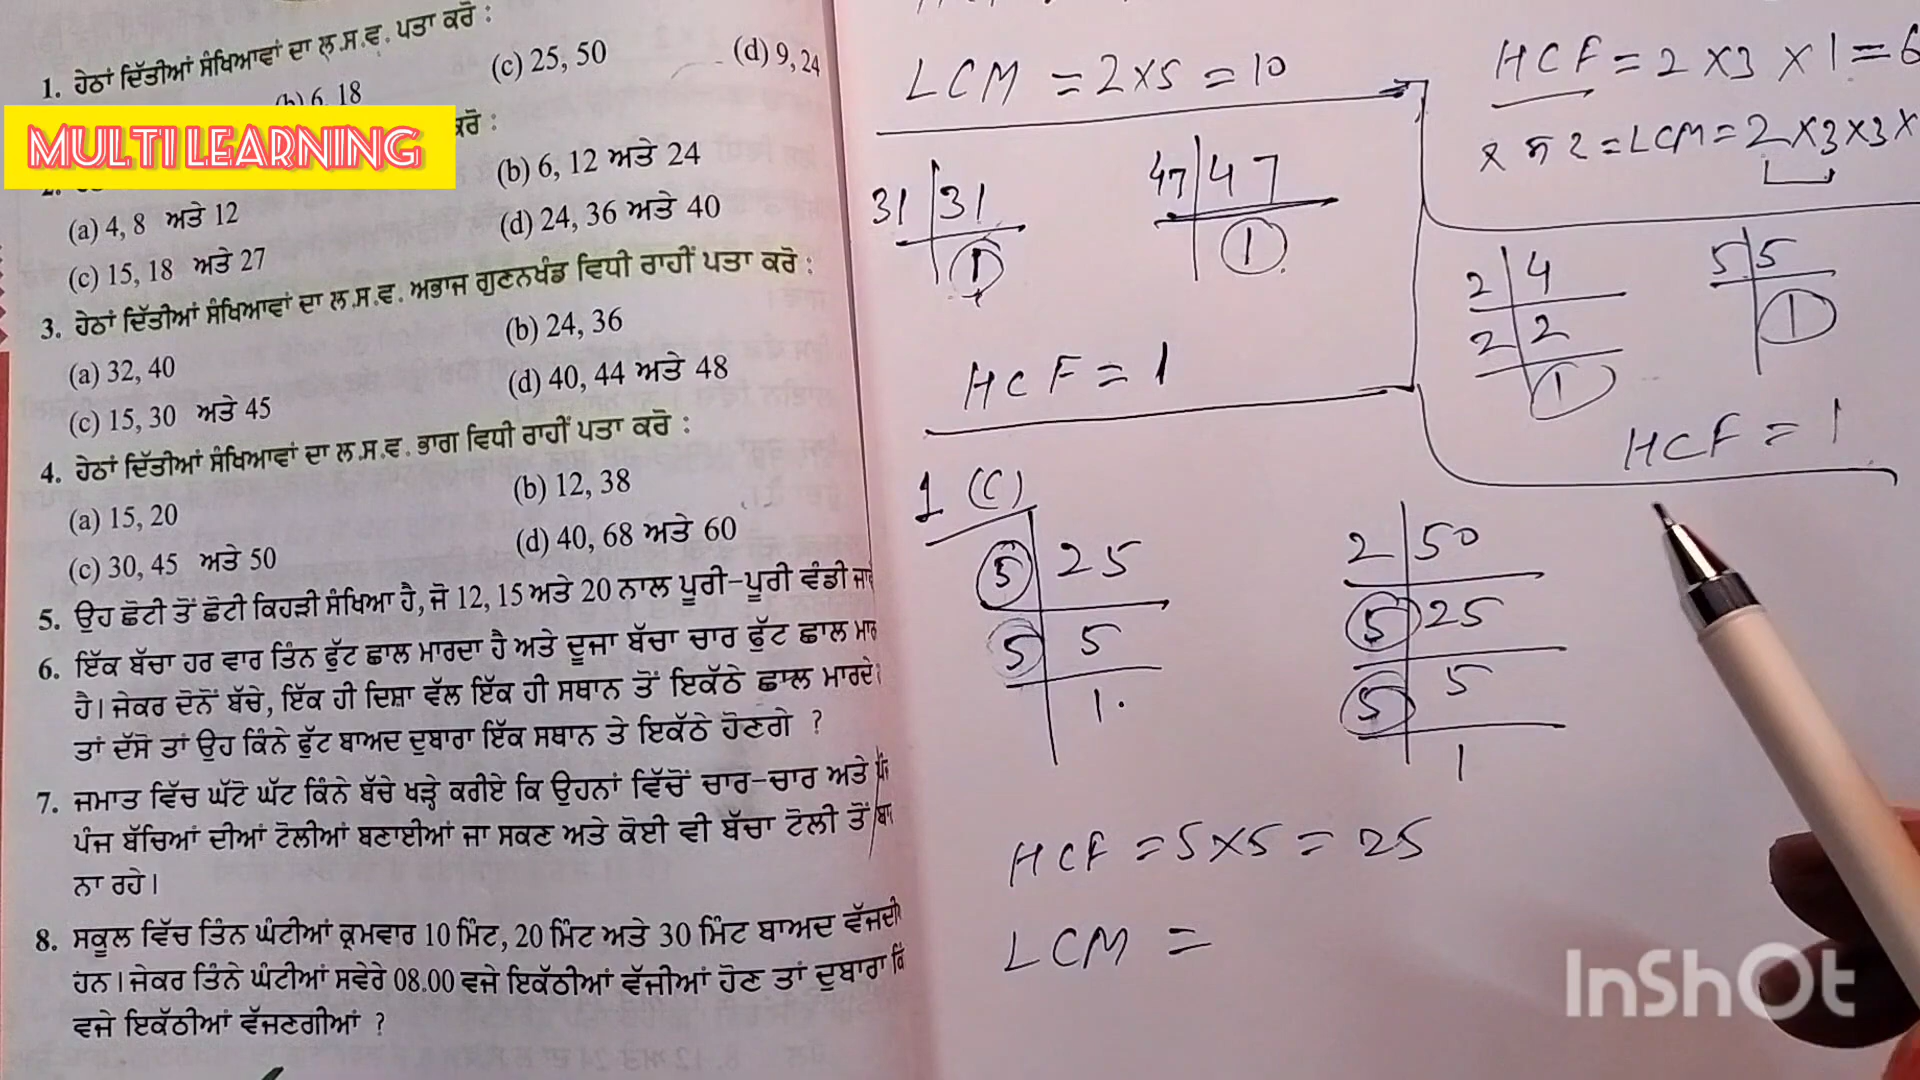 1. ਹੇਠਾਂ ਦਿੱਤੀਆਂ ਸੰਖਿਆਵਾਂ ਦਾ ਲ.ਸ.ਵ. ਪਤਾ ਕਰੋ :
(b) 6, 18 (c) 25, 50 (d) 9, 24
MULTI LEARNING
ਕਰੋ :
2.
(a) 4, 8 ਅਤੇ 12 (b) 6, 12 ਅਤੇ 24
(c) 15, 18 ਅਤੇ 27 (d) 24, 36 ਅਤੇ 40
3. ਹੇਠਾਂ ਦਿੱਤੀਆਂ ਸੰਖਿਆਵਾਂ ਦਾ ਲ.ਸ.ਵ. ਅਭਾਜ ਗੁਣਨਖੰਡ ਵਿਧੀ ਰਾਹੀਂ ਪਤਾ ਕਰੋ :
(a) 32, 40 (b) 24, 36
(c) 15, 30 ਅਤੇ 45 (d) 40, 44 ਅਤੇ 48
4. ਹੇਠਾਂ ਦਿੱਤੀਆਂ ਸੰਖਿਆਵਾਂ ਦਾ ਲ.ਸ.ਵ. ਭਾਗ ਵਿਧੀ ਰਾਹੀਂ ਪਤਾ ਕਰੋ :
(a) 15, 20 (b) 12, 38
(c) 30, 45 ਅਤੇ 50 (d) 40, 68 ਅਤੇ 60
5. ਉਹ ਛੋਟੀ ਤੋਂ ਛੋਟੀ ਕਿਹੜੀ ਸੰਖਿਆ ਹੈ, ਜੋ 12, 15 ਅਤੇ 20 ਨਾਲ ਪੂਰੀ-ਪੂਰੀ ਵੰਡੀ
6. ਇੱਕ ਬੱਚਾ ਹਰ ਵਾਰ ਤਿੰਨ ਫੁੱਟ ਛਾਲ ਮਾਰਦਾ ਹੈ ਅਤੇ ਦੂਜਾ ਬੱਚਾ ਚਾਰ ਫੁੱਟ ਛਾਲ
ਹੈ। ਜੇਕਰ ਦੋਨੋਂ ਬੱਚੇ, ਇੱਕ ਹੀ ਦਿਸ਼ਾ ਵੱਲ ਇੱਕ ਹੀ ਸਥਾਨ ਤੋਂ ਇਕੱਠੇ ਛਾਲ ਮਾਰਦੇ
ਤਾਂ ਦੱਸੋ ਤਾਂ ਉਹ ਕਿੰਨੇ ਫੁੱਟ ਬਾਅਦ ਦੁਬਾਰਾ ਇੱਕ ਸਥਾਨ ਤੇ ਇਕੱਠੇ ਹੋਣਗੇ ?
7. ਜਮਾਤ ਵਿੱਚ ਘੱਟੋ ਘੱਟ ਕਿੰਨੇ ਬੱਚੇ ਖੜ੍ਹੇ ਕਰੀਏ ਕਿ ਉਹਨਾਂ ਵਿੱਚੋਂ ਚਾਰ-ਚਾਰ ਅਤੇ
ਪੰਜ ਬੱਚਿਆਂ ਦੀਆਂ ਟੋਲੀਆਂ ਬਣਾਈਆਂ ਜਾ ਸਕਣ ਅਤੇ ਕੋਈ ਵੀ ਬੱਚਾ ਟੋਲੀ ਤੋਂ
ਨਾ ਰਹੇ।
8. ਸਕੂਲ ਵਿੱਚ ਤਿੰਨ ਘੰਟੀਆਂ ਕ੍ਰਮਵਾਰ 10 ਮਿੰਟ, 20 ਮਿੰਟ ਅਤੇ 30 ਮਿੰਟ ਬਾਅਦ ਵੱਜਦੀ
ਹਨ। ਜੇਕਰ ਤਿੰਨੇ ਘੰਟੀਆਂ ਸਵੇਰੇ 08.00 ਵਜੇ ਇਕੱਠੀਆਂ ਵੱਜੀਆਂ ਹੋਣ ਤਾਂ ਦੁਬਾਰਾ
ਵਜੇ ਇਕੱਠੀਆਂ ਵੱਜਣਗੀਆਂ ?
LCM = 2×5 = 10
31 | 31
1
47 | 47
1
HCF = 1
HCF = 2 ×3 × 1 = 6
= LCM = 2 ×3×3×
2 | 4
2 | 2
1
5 | 5
1
HCF = 1
1 (C)
5 | 25
5 | 5
1
2 | 50
5 | 25
5 | 5
1
HCF = 5×5 = 25
LCM =
InShOt